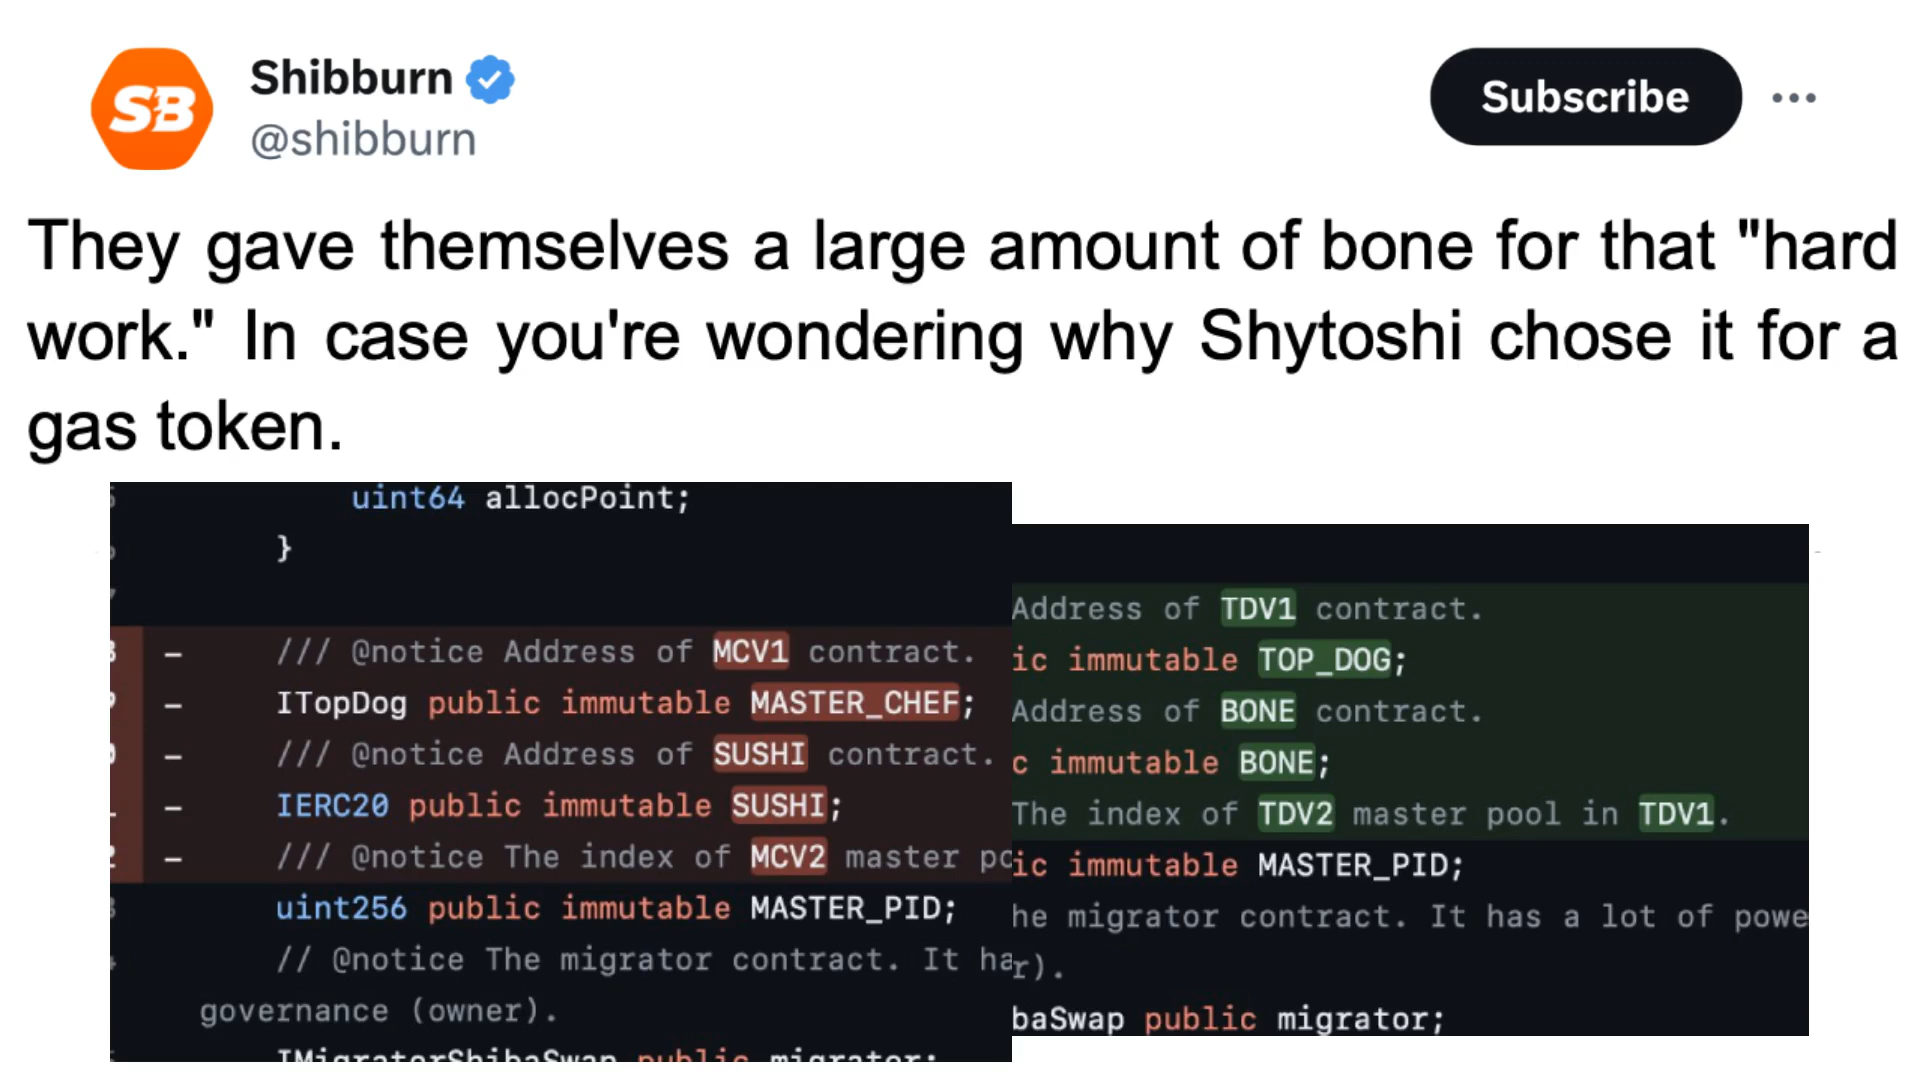 SB
Shibburn
@shibburn
Subscribe
They gave themselves a large amount of bone for that "hard
work." In case you're wondering why Shytoshi chose it for a
gas token.
uint64 allocPoint;
}
- /// @notice Address of MCV1 contract.
- ITopDog public immutable MASTER_CHEF;
- /// @notice Address of SUSHI contract.
- IERC20 public immutable SUSHI;
- /// @notice The index of MCV2 master
uint256 public immutable MASTER_PID;
// @notice The migrator contract. It
governance (owner).
IMigratorShibaSwap public migrator;
Address of TDV1 contract.
ic immutable TOP_DOG;
Address of BONE contract.
c immutable BONE;
The index of TDV2 master pool in TDV1.
ic immutable MASTER_PID;
he migrator contract. It has a lot of powe
r).
baSwap public migrator;